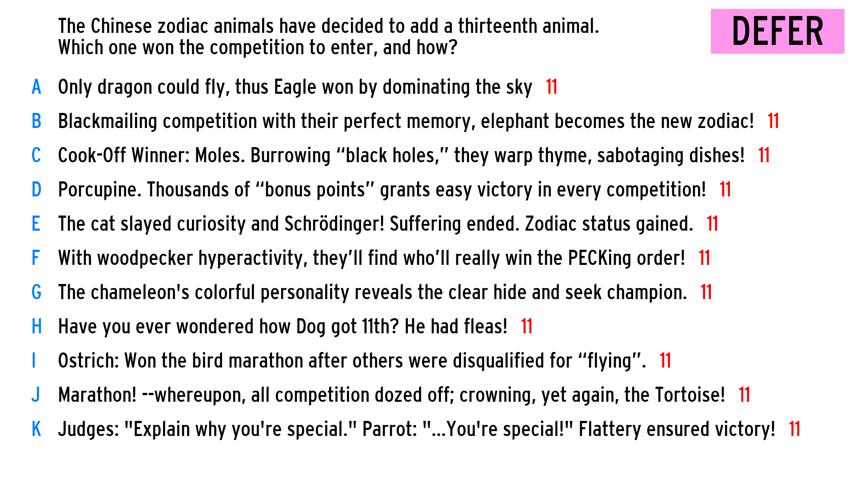 The Chinese zodiac animals have decided to add a thirteenth animal.
Which one won the competition to enter, and how?
DEFER
A Only dragon could fly, thus Eagle won by dominating the sky 11
B Blackmailing competition with their perfect memory, elephant becomes the new zodiac! 11
C Cook-Off Winner: Moles. Burrowing “black holes,” they warp thyme, sabotaging dishes! 11
D Porcupine. Thousands of “bonus points” grants easy victory in every competition! 11
E The cat slayed curiosity and Schrödinger! Suffering ended. Zodiac status gained. 11
F With woodpecker hyperactivity, they’ll find who’ll really win the PECKing order! 11
G The chameleon's colorful personality reveals the clear hide and seek champion. 11
H Have you ever wondered how Dog got 11th? He had fleas! 11
I Ostrich: Won the bird marathon after others were disqualified for “flying”. 11
J Marathon! --whereupon, all competition dozed off; crowning, yet again, the Tortoise! 11
K Judges: "Explain why you're special." Parrot: "...You're special!" Flattery ensured victory! 11